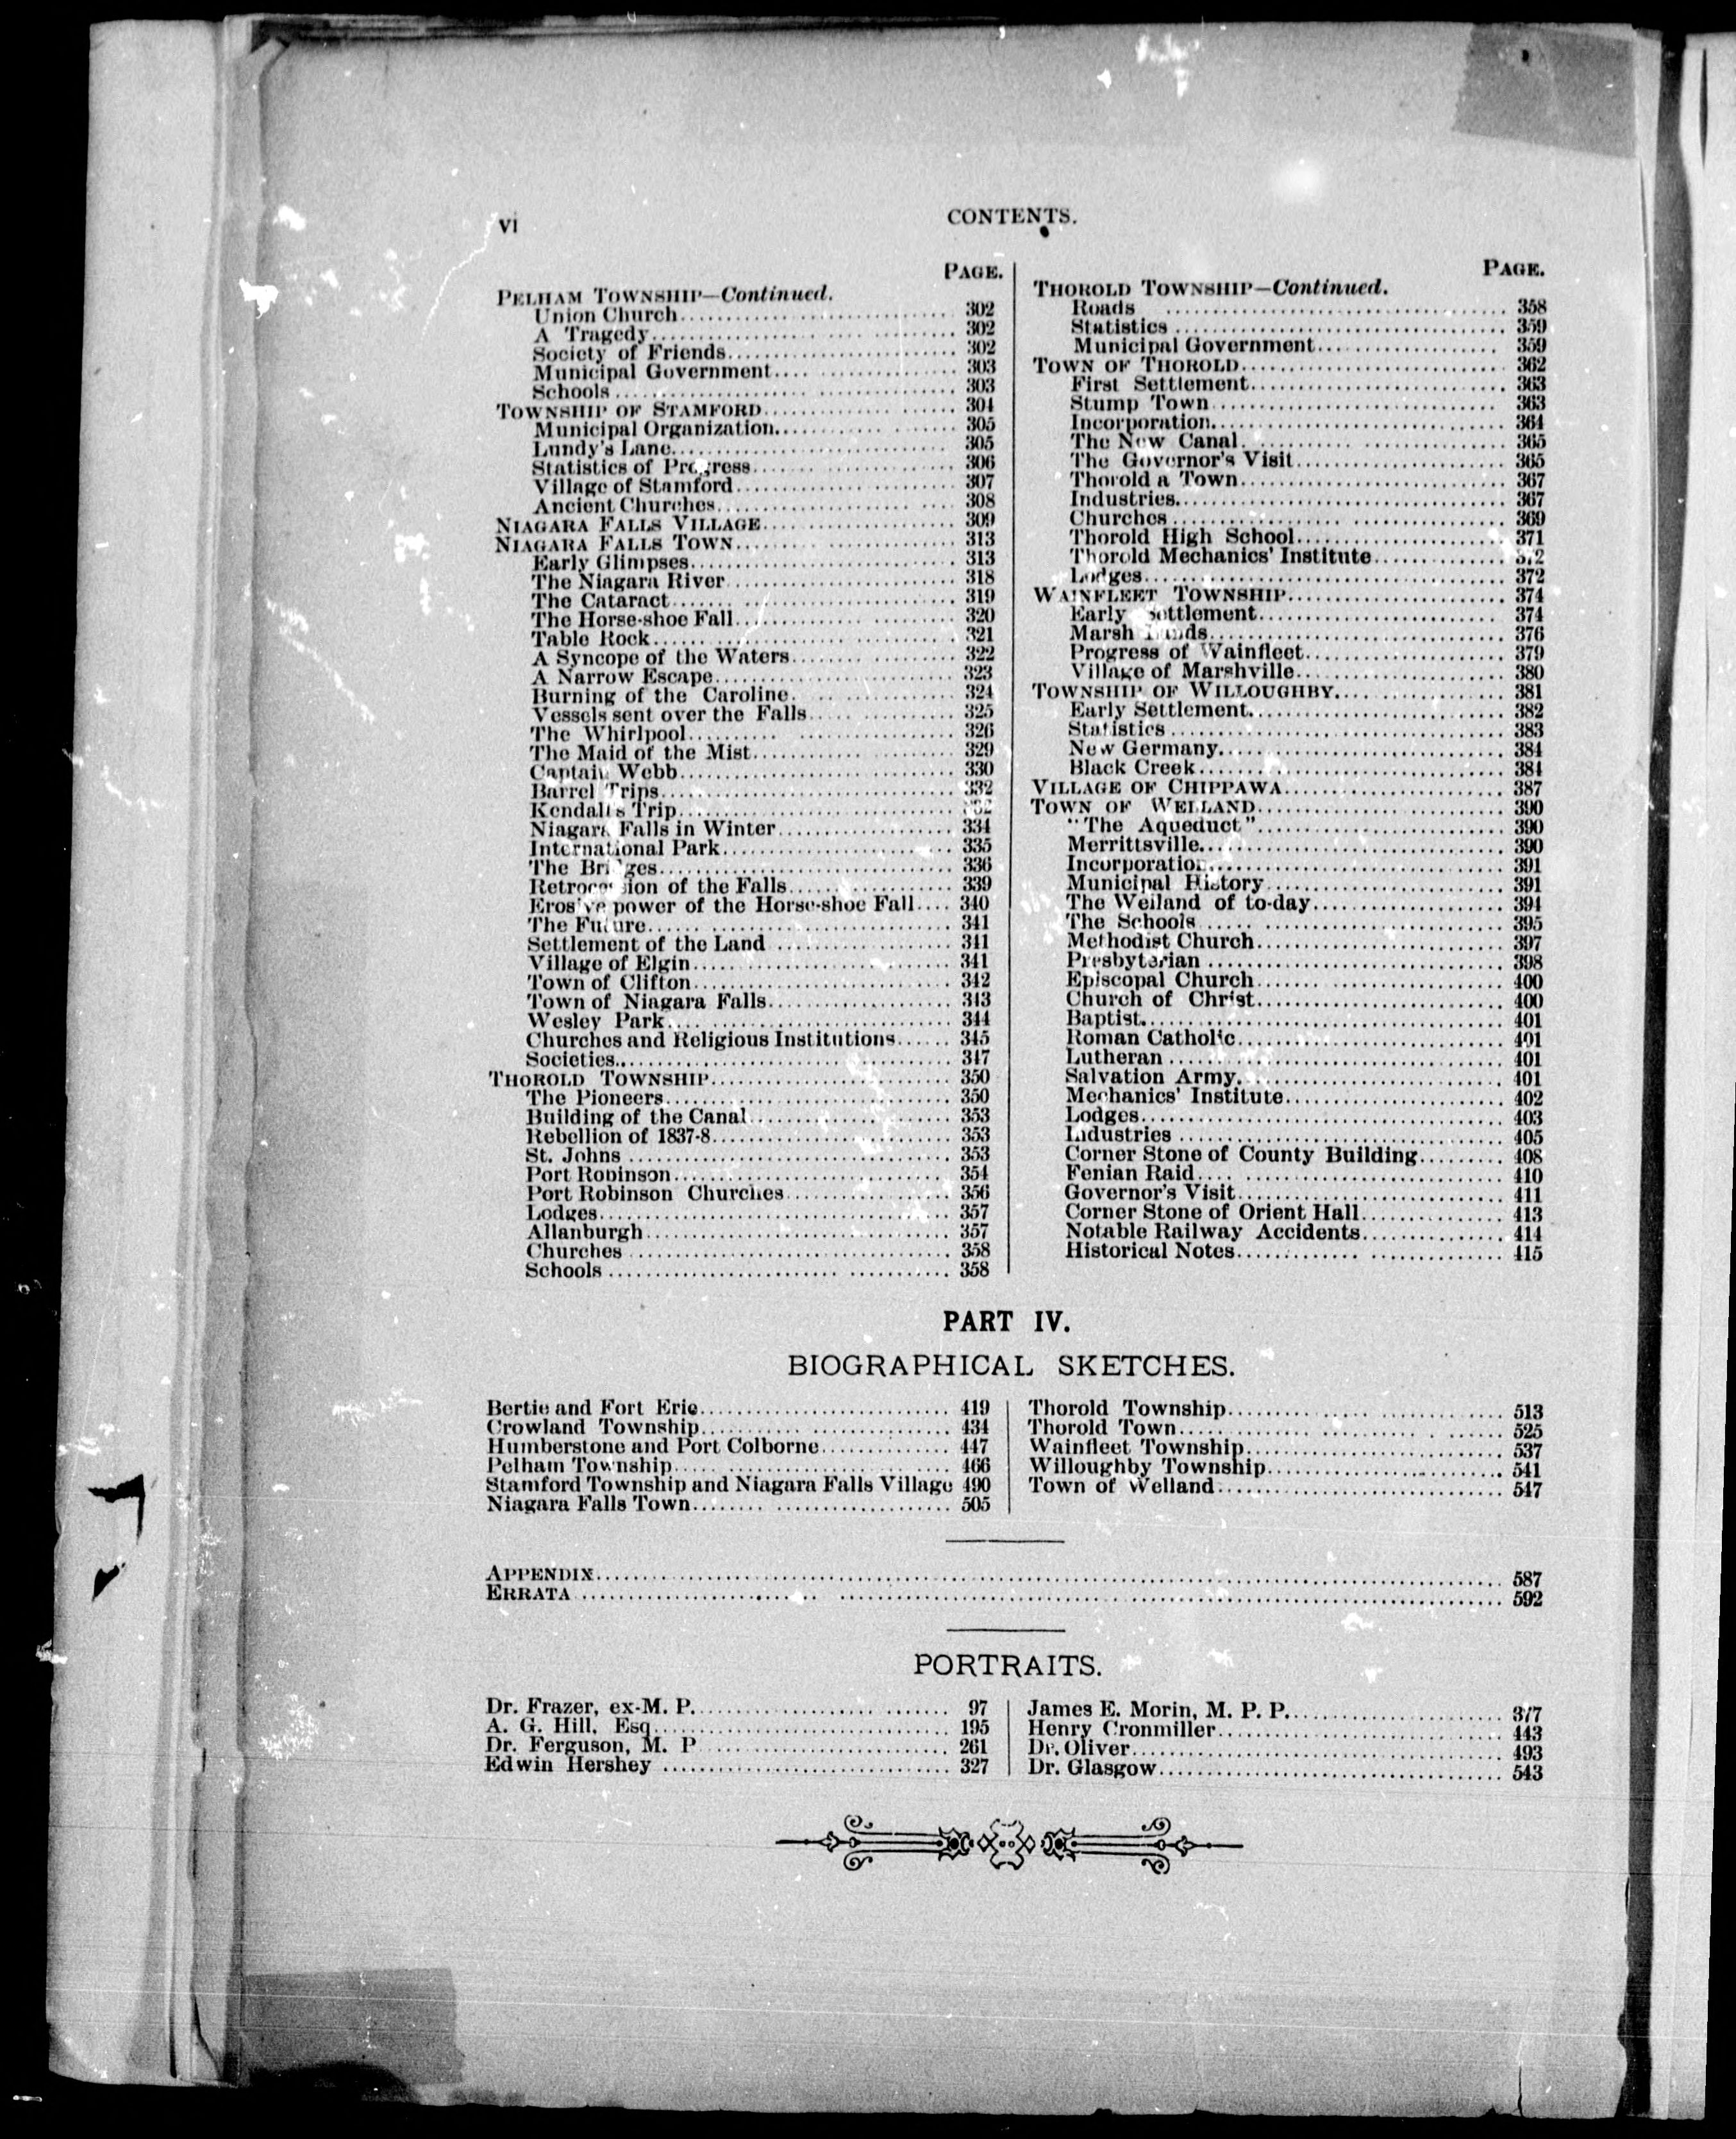 VI
CONTENTS.
PAGE.
PELHAM TOWNSHIP—Continued.
Union Church 302
A Tragedy 302
Society of Friends 302
Municipal Government 303
Schools 303
TOWNSHIP OF STAMFORD 304
Municipal Organization 305
Lundy's Lane 305
Statistics of Progress 306
Village of Stamford 307
Ancient Churches 308
NIAGARA FALLS VILLAGE 309
NIAGARA FALLS TOWN 313
Early Glimpses 313
The Niagara River 318
The Cataract 319
The Horse-shoe Fall 320
Table Rock 321
A Syncope of the Waters 322
A Narrow Escape 323
Burning of the Caroline 324
Vessels sent over the Falls 325
The Whirlpool 326
The Maid of the Mist 329
Captain Webb 330
Barrel Trips 332
Kendall's Trip
Niagara Falls in Winter 334
International Park 335
The Bridges 336
Retrocession of the Falls 339
Erosive power of the Horse-shoe Fall 340
The Future 341
Settlement of the Land 341
Village of Elgin 341
Town of Clifton 342
Town of Niagara Falls 343
Wesley Park 344
Churches and Religious Institutions 345
Societies 347
THOROLD TOWNSHIP 350
The Pioneers 350
Building of the Canal 353
Rebellion of 1837-8 353
St. Johns 353
Port Robinson 354
Port Robinson Churches 356
Lodges 357
Allanburgh 357
Churches 358
Schools 358
PAGE.
THOROLD TOWNSHIP—Continued.
Roads 358
Statistics 359
Municipal Government 359
TOWN OF THOROLD 362
First Settlement 363
Stump Town 363
Incorporation 364
The New Canal 365
The Governor's Visit 365
Thorold a Town 367
Industries 367
Churches 369
Thorold High School 371
Thorold Mechanics' Institute 372
Lodges 372
WAINFLEET TOWNSHIP 374
Early Settlement 374
Marsh Lands 376
Progress of Wainfleet 379
Village of Marshville 380
TOWNSHIP OF WILLOUGHBY 381
Early Settlement 382
Statistics 383
New Germany 384
Black Creek 384
VILLAGE OF CHIPPAWA 387
TOWN OF WELLAND 390
"The Aqueduct" 390
Merrittsville 390
Incorporation 391
Municipal History 391
The Welland of to-day 394
The Schools 395
Methodist Church 397
Presbyterian 398
Episcopal Church 400
Church of Christ 400
Baptist 401
Roman Catholic 401
Lutheran 401
Salvation Army 401
Mechanics' Institute 402
Lodges 403
Industries 405
Corner Stone of County Building 408
Fenian Raid 410
Governor's Visit 411
Corner Stone of Orient Hall 413
Notable Railway Accidents 414
Historical Notes 415
PART IV.
BIOGRAPHICAL SKETCHES.
Bertie and Fort Erie 419
Crowland Township 434
Humberstone and Port Colborne 447
Pelham Township 466
Stamford Township and Niagara Falls Village 490
Niagara Falls Town 505
Thorold Township 513
Thorold Town 525
Wainfleet Township 537
Willoughby Township 541
Town of Welland 547
APPENDIX 587
ERRATA 592
PORTRAITS.
Dr. Frazer, ex-M. P. 97
A. G. Hill, Esq 195
Dr. Ferguson, M. P 261
Edwin Hershey 327
James E. Morin, M. P. P. 377
Henry Cronmiller 443
Dr. Oliver 493
Dr. Glasgow 543